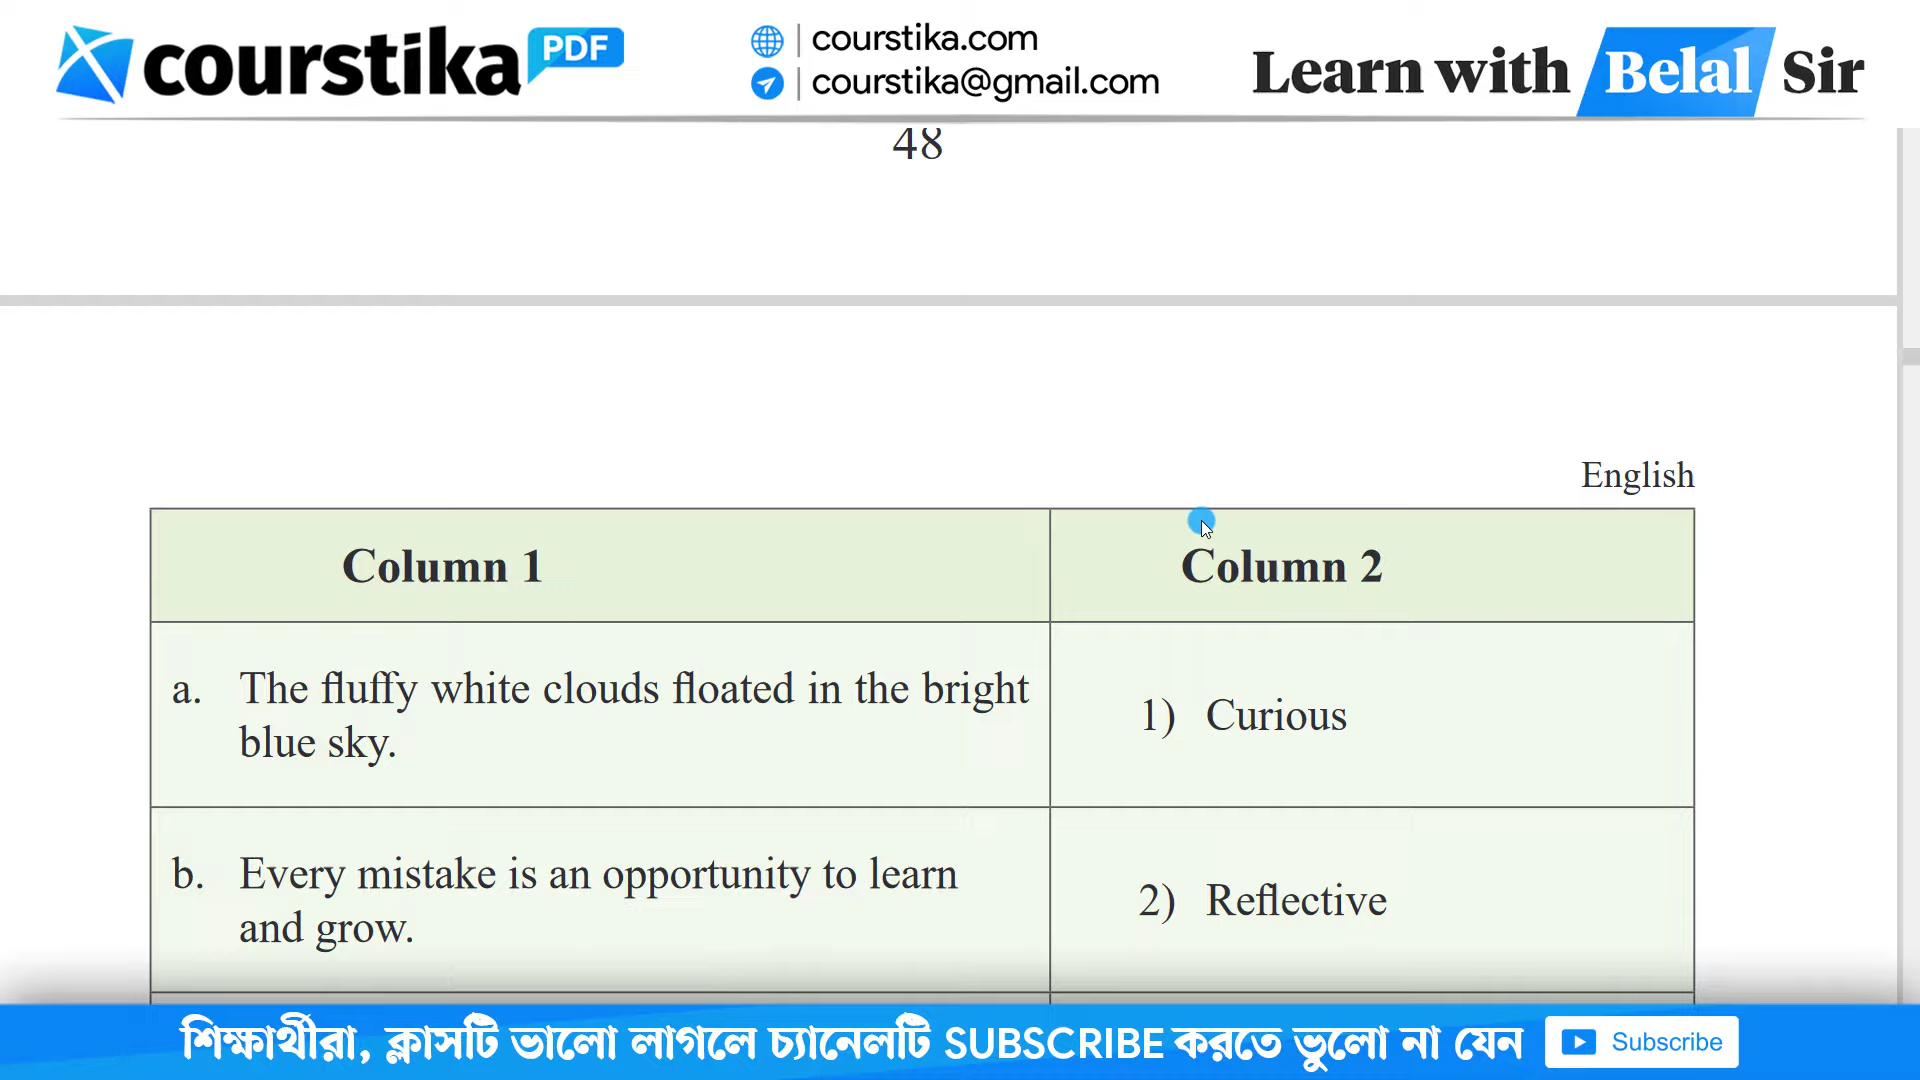 courstika PDF
| courstika.com
| courstika@gmail.com
Learn with Belal Sir
48
English
Column 1
Column 2
a. The fluffy white clouds floated in the bright
blue sky.
1) Curious
b. Every mistake is an opportunity to learn
and grow.
2) Reflective
শিক্ষার্থীরা, ক্লাসটি ভালো লাগলে চ্যানেলটি SUBSCRIBE করতে ভুলো না যেন
Subscribe